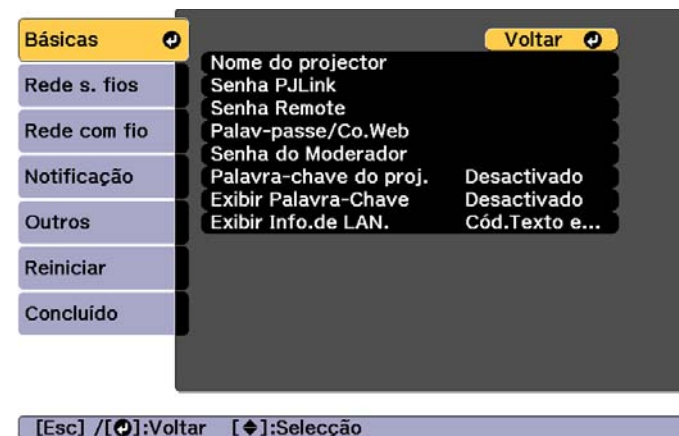 Básicas
Rede s. fios
Rede com fio
Notificação
Outros
Reiniciar
Concluído
Voltar
Nome do projector
Senha PJLink
Senha Remote
Palav-passe/Co.Web
Senha do Moderador
Palavra-chave do proj. Desactivado
Exibir Palavra-Chave Desactivado
Exibir Info.de LAN. Cód.Texto e...
[Esc] /[ ]:Voltar [ ]:Selecção